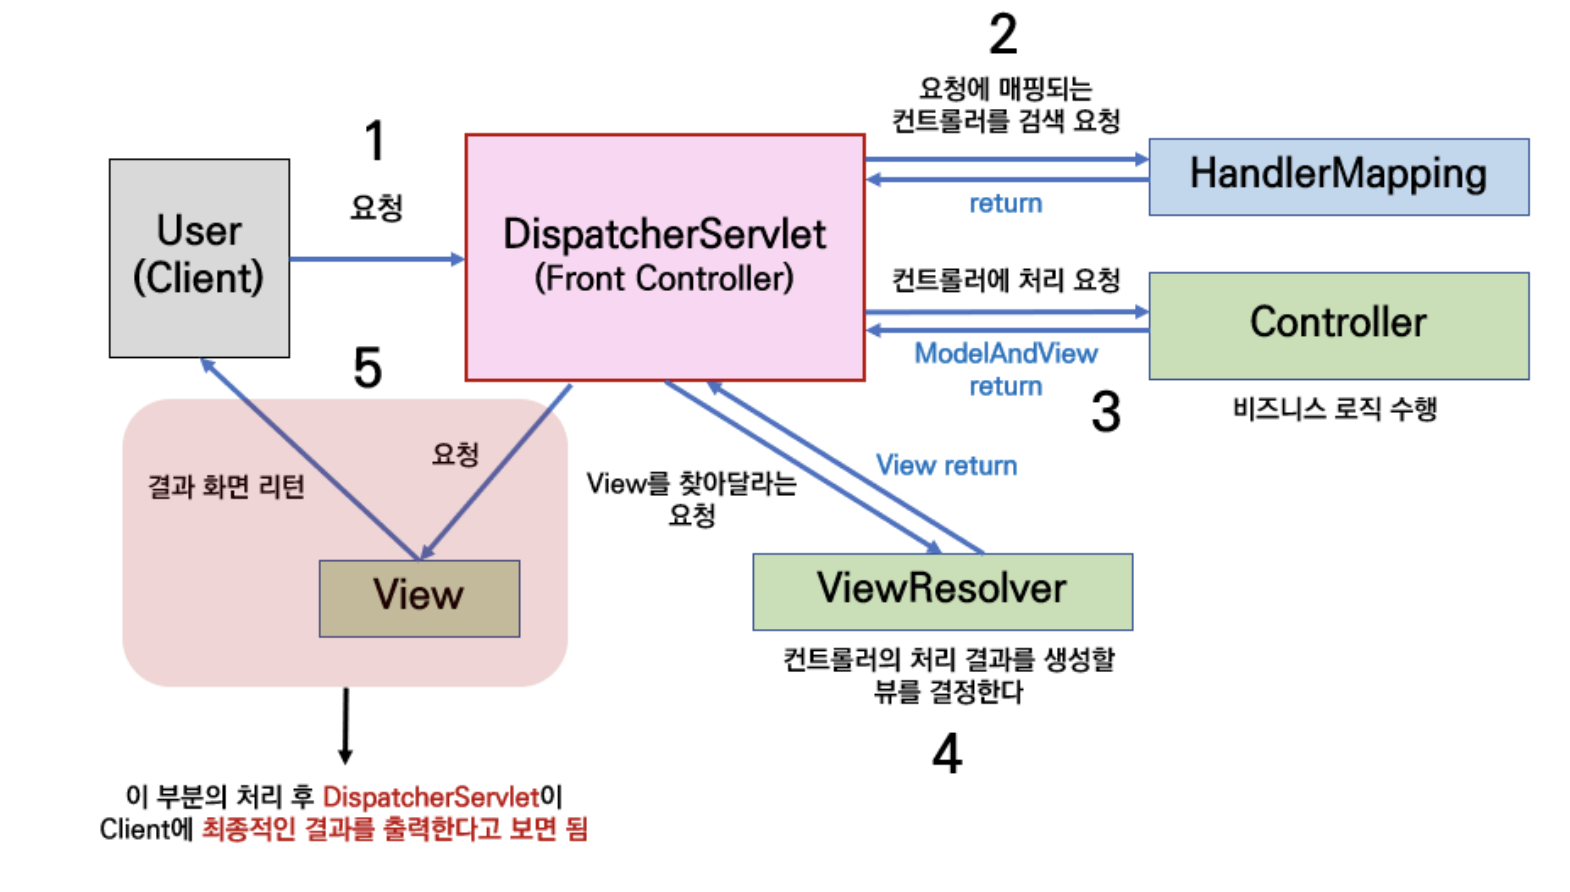 1
요청
User
(Client)
DispatcherServlet
(Front Controller)
2
요청에 매핑되는
컨트롤러를 검색 요청
return
HandlerMapping
컨트롤러에 처리 요청
ModelAndView
return
3
Controller
비즈니스 로직 수행
View를 찾아달라는
요청
View return
ViewResolver
컨트롤러의 처리 결과를 생성할
뷰를 결정한다
4
5
요청
결과 화면 리턴
View
이 부분의 처리 후 DispatcherServlet이
Client에 최종적인 결과를 출력한다고 보면 됨